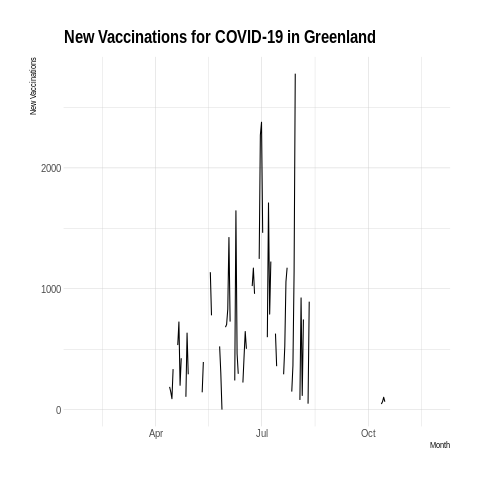 New Vaccinations for COVID-19 in Greenland
New Vaccinations
2000
1000
0
Apr
Jul
Oct
Month